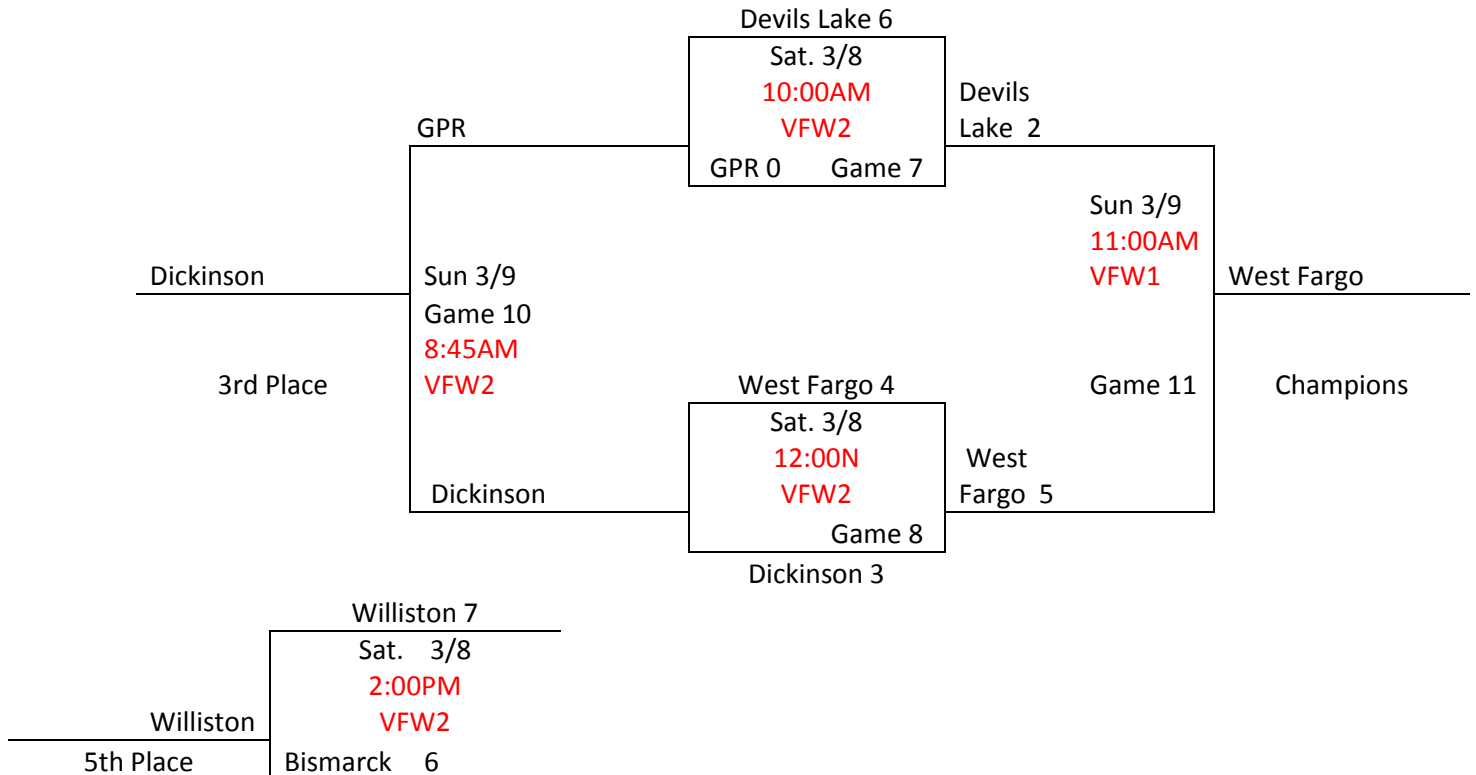 Devils Lake 6
Sat. 3/8
10:00AM
VFW2
GPR 0 Game 7
Devils
Lake 2
GPR
Sun 3/9
11:00AM
VFW1
Dickinson
Sun 3/9
Game 10
8:45AM
VFW2
West Fargo
3rd Place
West Fargo 4
Game 11
Champions
Sat. 3/8
12:00N
VFW2
Game 8
Dickinson 3
West
Fargo 5
Dickinson
Williston 7
Sat. 3/8
2:00PM
VFW2
Williston
5th Place
Bismarck 6